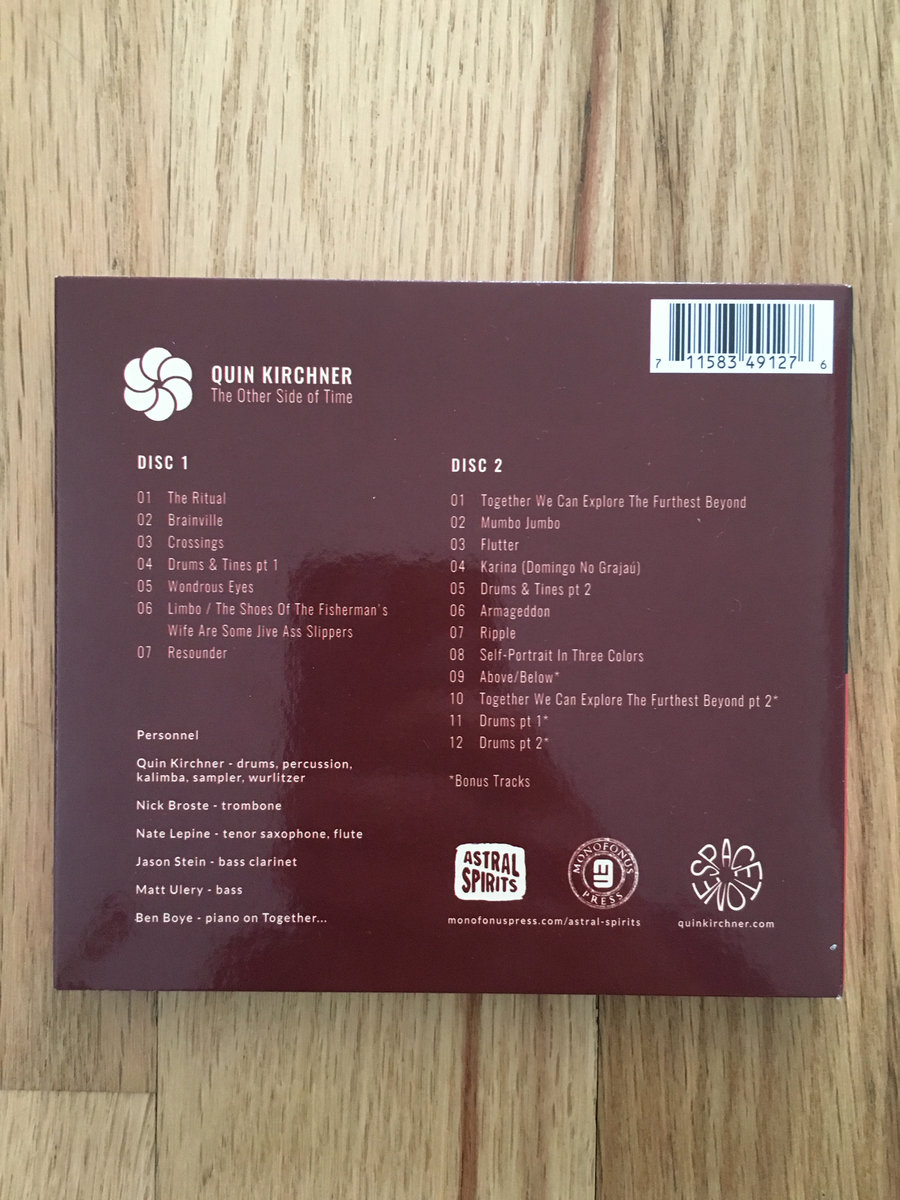 7 11583 49127 6
QUIN KIRCHNER
The Other Side of Time
DISC 1
01 The Ritual
02 Brainville
03 Crossings
04 Drums & Tines pt 1
05 Wondrous Eyes
06 Limbo / The Shoes Of The Fisherman's
Wife Are Some Jive Ass Slippers
07 Resounder
Personnel
Quin Kirchner - drums, percussion,
kalimba, sampler, wurlitzer
Nick Broste - trombone
Nate Lepine - tenor saxophone, flute
Jason Stein - bass clarinet
Matt Ulery - bass
Ben Boye - piano on Together...
DISC 2
01 Together We Can Explore The Furthest Beyond
02 Mumbo Jumbo
03 Flutter
04 Karina (Domingo No Grajaú)
05 Drums & Tines pt 2
06 Armageddon
07 Ripple
08 Self-Portrait In Three Colors
09 Above/Below*
10 Together We Can Explore The Furthest Beyond pt 2*
11 Drums pt 1*
12 Drums pt 2*
*Bonus Tracks
ASTRAL
SPIRITS
MONOFONUS
PRESS
monofonuspress.com/astral-spirits
SPACETONE
quinkirchner.com